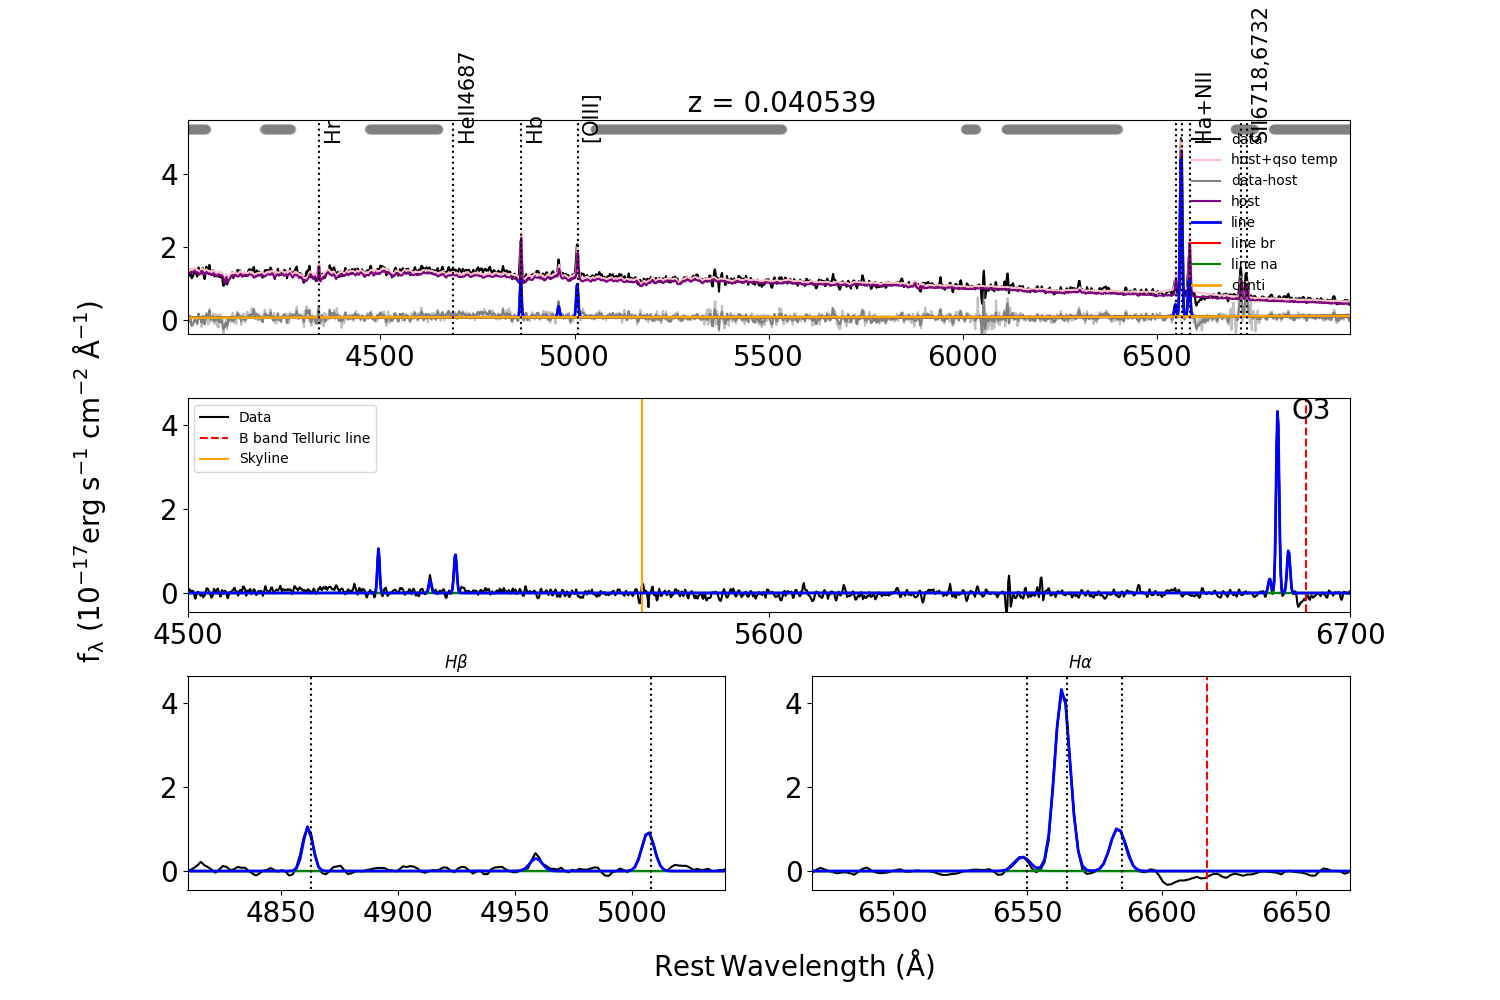 z = 0.040539
Hr
HeII4687
Hb
[OIII]
Ha+NII
SII6718,6732
data
host+qso temp
data-host
host
line
line br
line na
conti
4
2
0
4500
5000
5500
6000
6500
Data
B band Telluric line
Skyline
O3
4
2
0
4500
5600
6700
fλ (10⁻¹⁷erg s⁻¹ cm⁻² Å⁻¹)
Hβ
4
2
0
4850
4900
4950
5000
Hα
4
2
0
6500
6550
6600
6650
Rest Wavelength (Å)